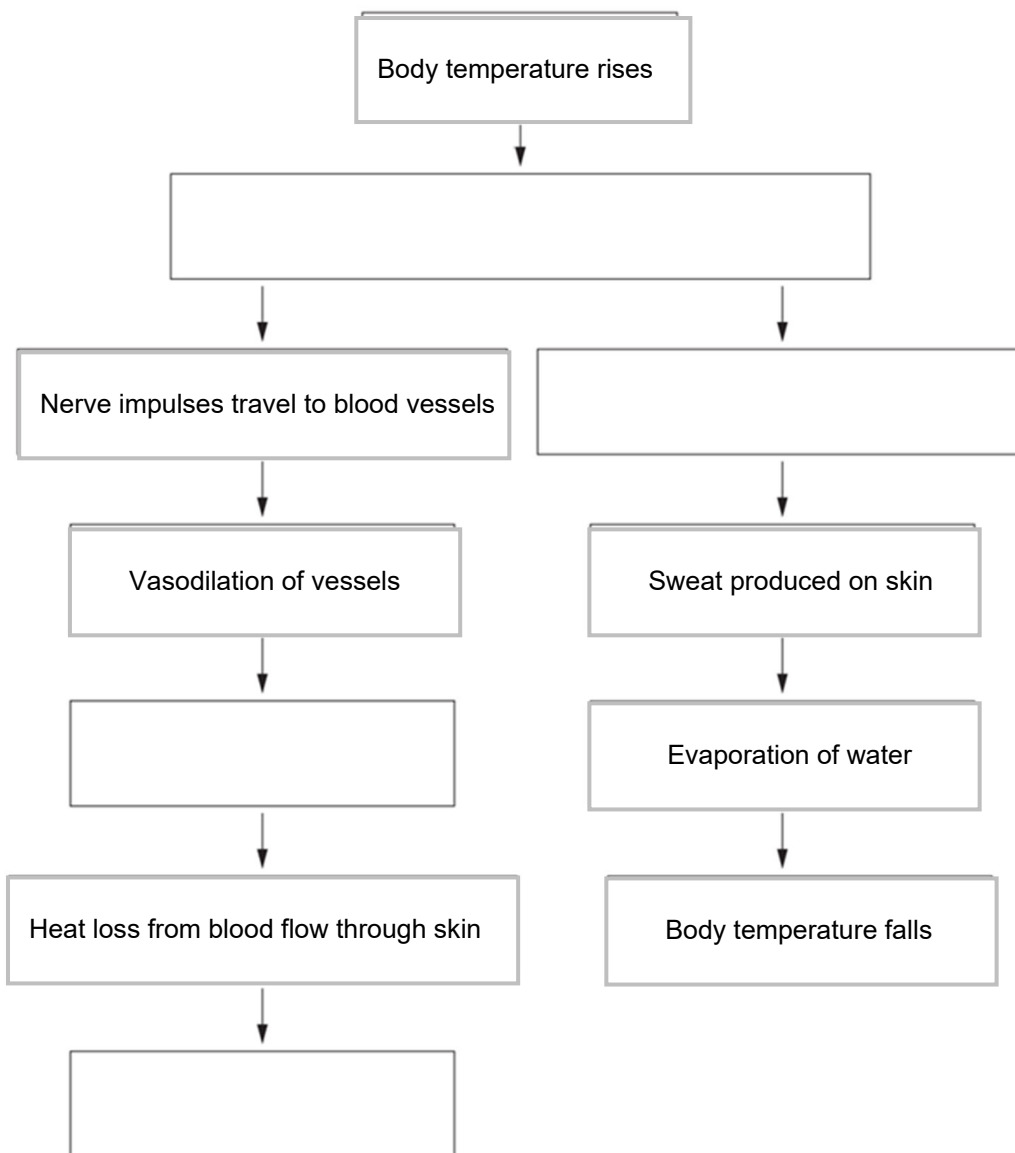 Body temperature rises
Nerve impulses travel to blood vessels
Vasodilation of vessels
Sweat produced on skin
Evaporation of water
Heat loss from blood flow through skin
Body temperature falls